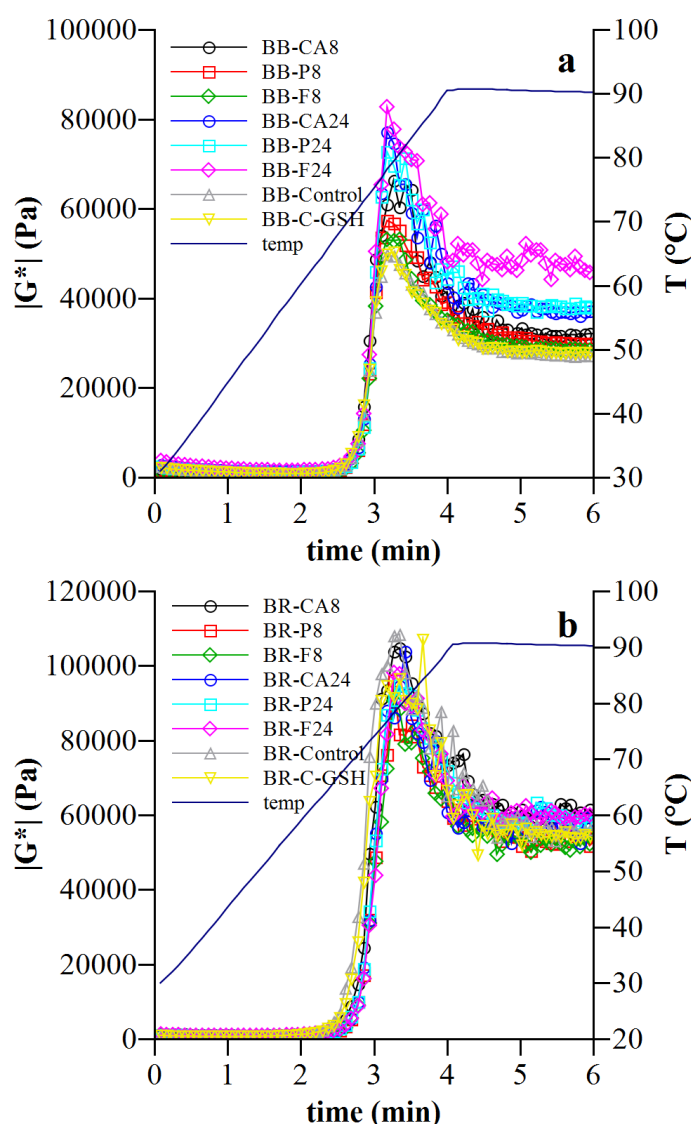 100000
80000
60000
40000
20000
0
|G*| (Pa)
BB-CA8
BB-P8
BB-F8
BB-CA24
BB-P24
BB-F24
BB-Control
BB-C-GSH
temp
a
100
90
80
70
60
50
40
30
T (°C)
0 1 2 3 4 5 6
time (min)
120000
100000
80000
60000
40000
20000
0
|G*| (Pa)
BR-CA8
BR-P8
BR-F8
BR-CA24
BR-P24
BR-F24
BR-Control
BR-C-GSH
temp
b
100
90
80
70
60
50
40
30
20
T (°C)
0 1 2 3 4 5 6
time (min)